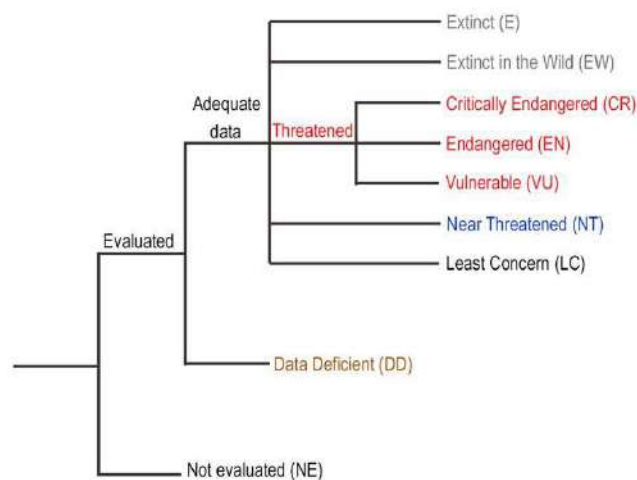 Extinct (E)
Extinct in the Wild (EW)
Adequate
data
Threatened
Critically Endangered (CR)
Endangered (EN)
Vulnerable (VU)
Near Threatened (NT)
Least Concern (LC)
Evaluated
Data Deficient (DD)
Not evaluated (NE)